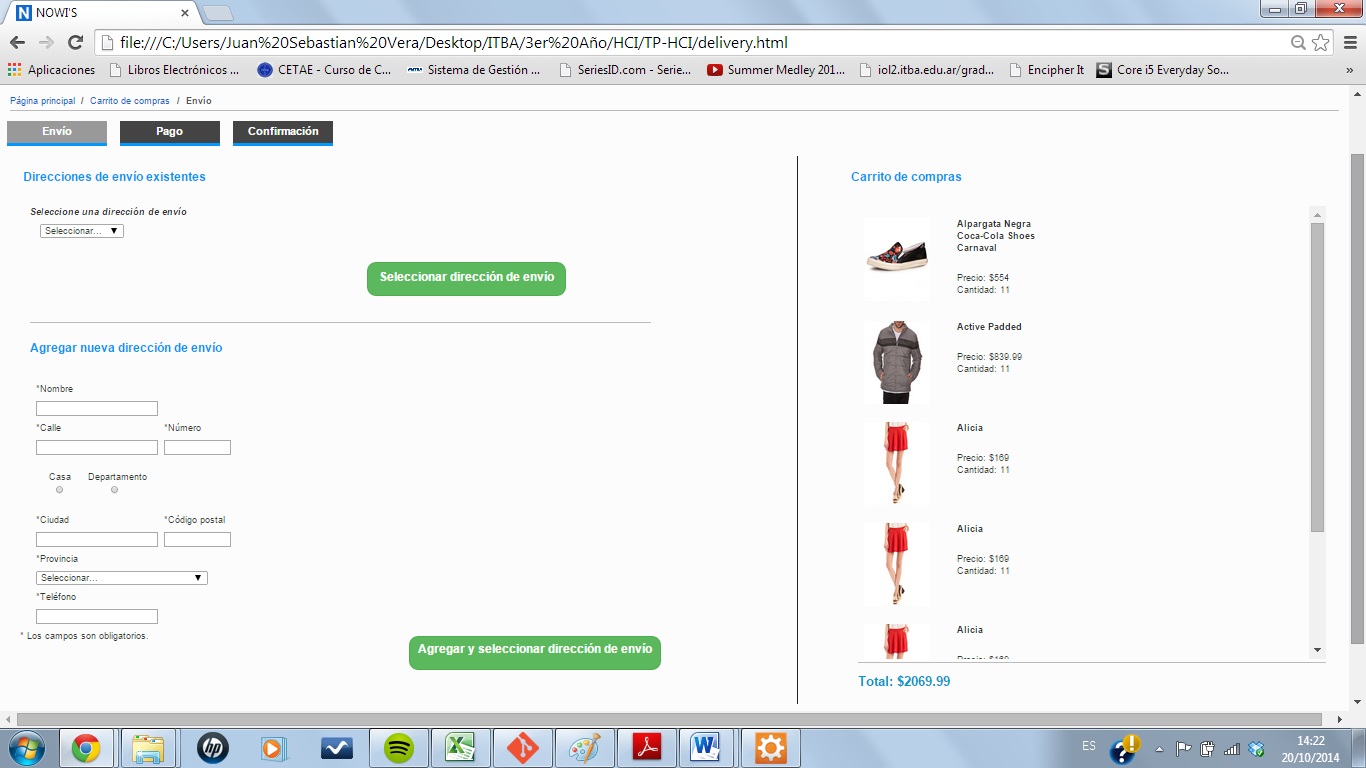 NOWI'S
file:///C:/Users/Juan%20Sebastian%20Vera/Desktop/ITBA/3er%20Año/HCI/TP-HCI/delivery.html
Aplicaciones
Libros Electrónicos ...
CETAE - Curso de C...
Sistema de Gestión ...
SeriesID.com - Serie...
Summer Medley 201...
iol2.itba.edu.ar/grad...
Encipher It
Core i5 Everyday So...
»
Página principal / Carrito de compras / Envío
Envío
Pago
Confirmación
Direcciones de envío existentes
Seleccione una dirección de envío
Seleccionar...
Seleccionar dirección de envío
Agregar nueva dirección de envío
*Nombre
*Calle
*Número
Casa
Departamento
*Ciudad
*Código postal
*Provincia
Seleccionar...
*Teléfono
* Los campos son obligatorios.
Agregar y seleccionar dirección de envío
Carrito de compras
Alpargata Negra
Coca-Cola Shoes
Carnaval
Precio: $554
Cantidad: 11
Active Padded
Precio: $839.99
Cantidad: 11
Alicia
Precio: $169
Cantidad: 11
Alicia
Precio: $169
Cantidad: 11
Alicia
Precio: $169
Total: $2069.99
ES
14:22
20/10/2014